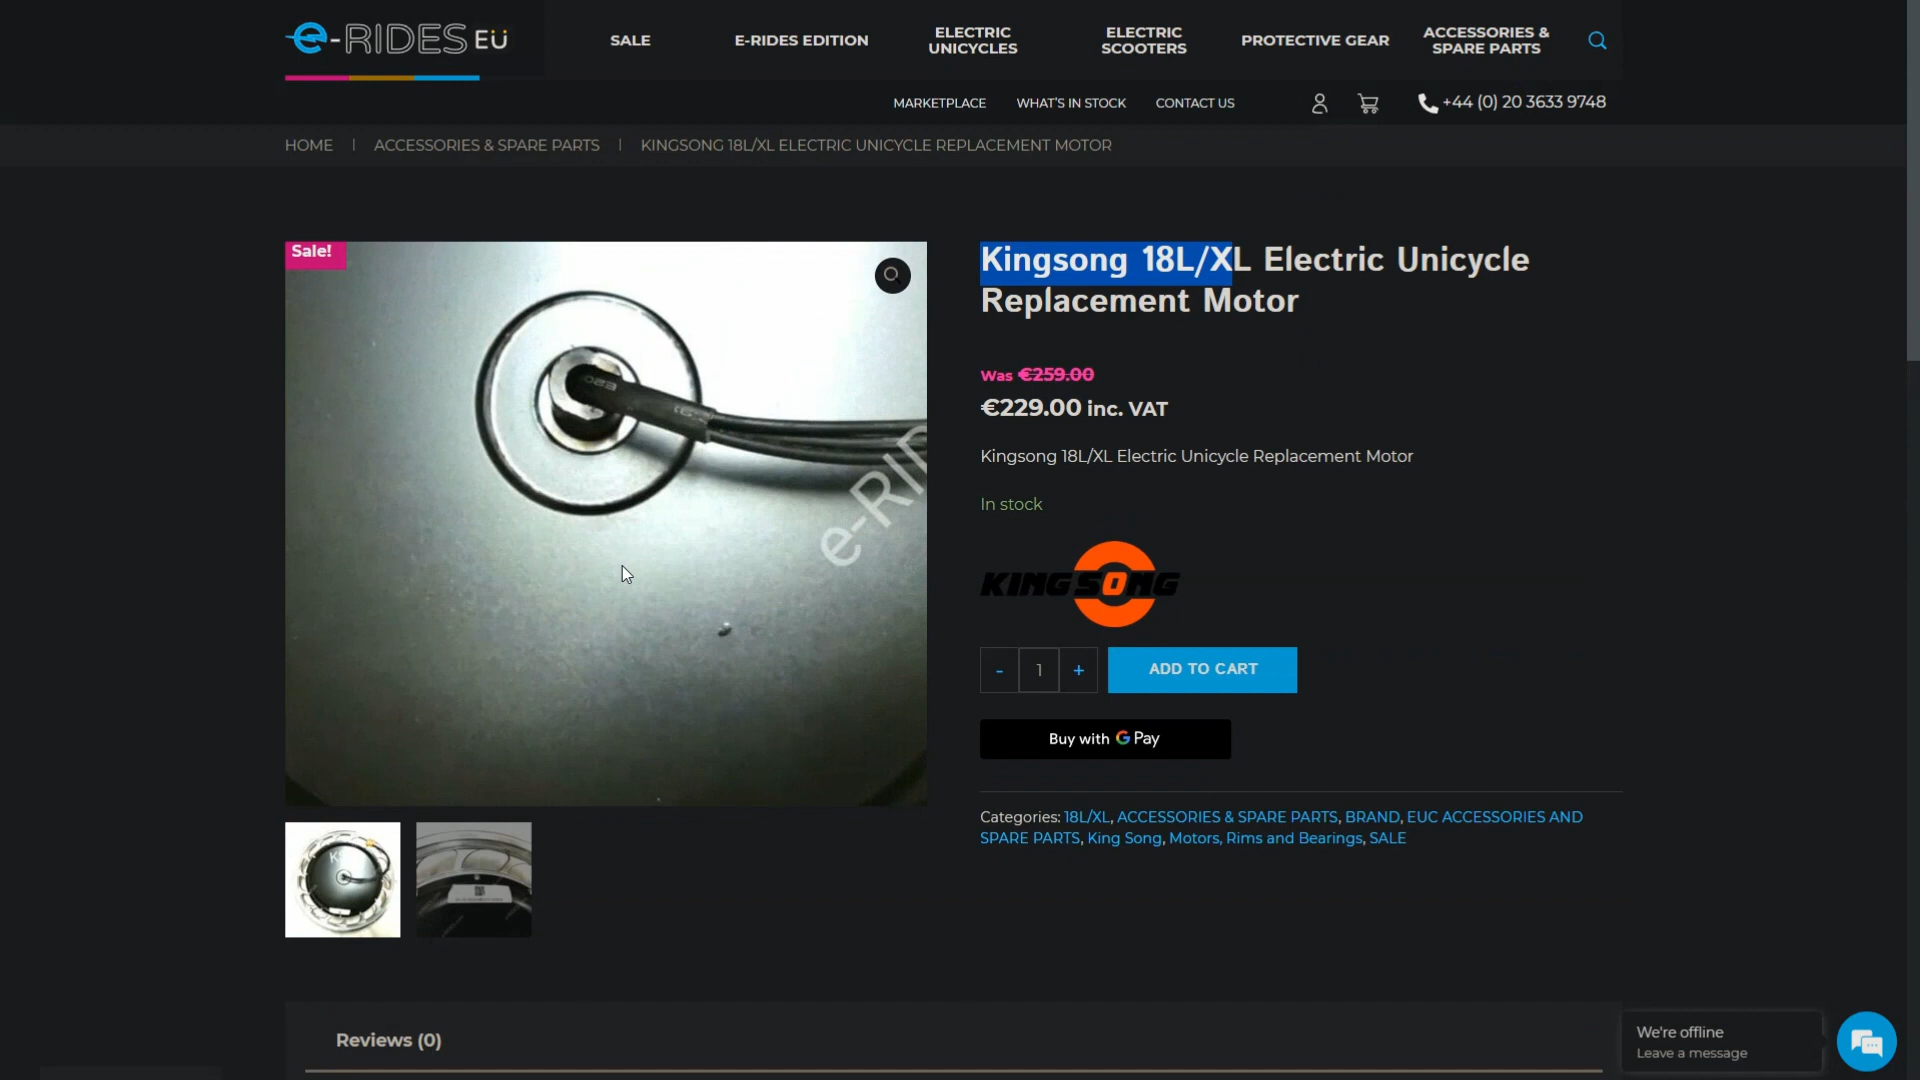 e-RIDES EU
SALE
E-RIDES EDITION
ELECTRIC
UNICYCLES
ELECTRIC
SCOOTERS
PROTECTIVE GEAR
ACCESSORIES &
SPARE PARTS
MARKETPLACE
WHAT'S IN STOCK
CONTACT US
+44 (0) 20 3633 9748
HOME | ACCESSORIES & SPARE PARTS | KINGSONG 18L/XL ELECTRIC UNICYCLE REPLACEMENT MOTOR
Sale!
e-RID
Kingsong 18L/XL Electric Unicycle
Replacement Motor
Was €259.00
€229.00 inc. VAT
Kingsong 18L/XL Electric Unicycle Replacement Motor
In stock
KINGSONG
- 1 +
ADD TO CART
Buy with G Pay
Categories: 18L/XL, ACCESSORIES & SPARE PARTS, BRAND, EUC ACCESSORIES AND
SPARE PARTS, King Song, Motors, Rims and Bearings, SALE
Reviews (0)
We're offline
Leave a message